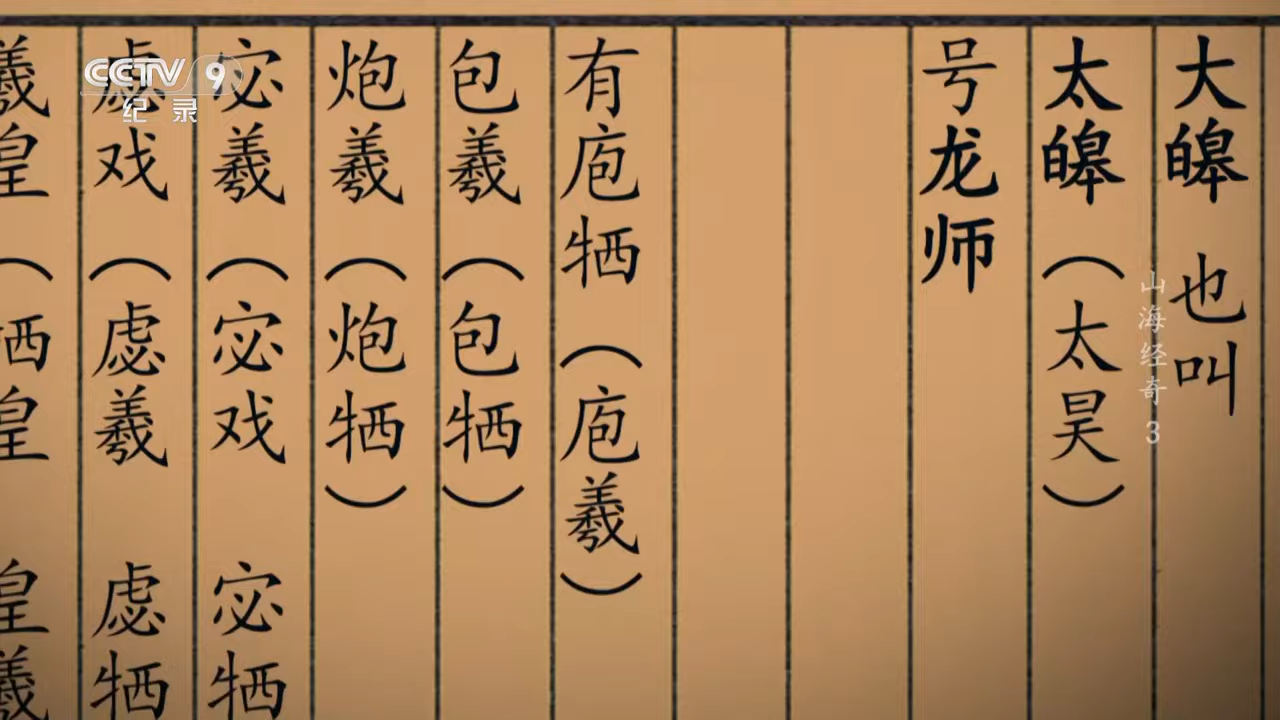 大皞 也叫
太皞（太昊）
号龙师
有庖牺（庖羲）
包羲（包牺）
炮羲（炮牺）
宓羲（宓戏 宓牺
虙戏（虙羲 虙牺
羲皇（牺皇 皇羲
CCTV 9
纪录
山海经奇 3